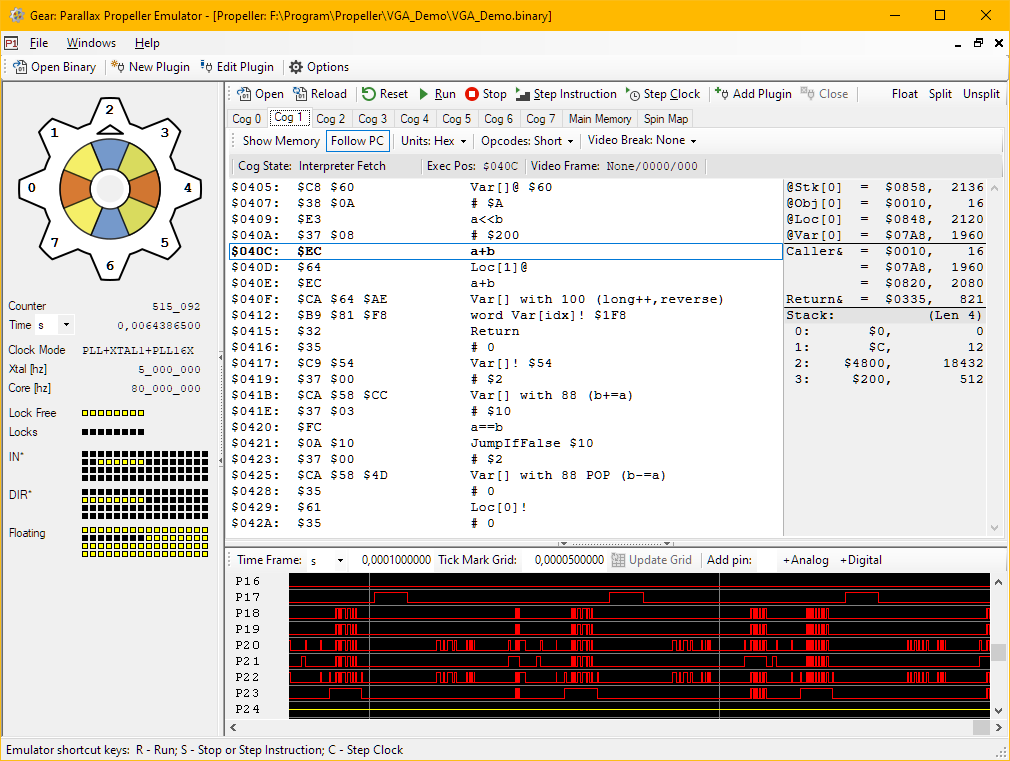 Gear: Parallax Propeller Emulator - [Propeller: F:\Program\Propeller\VGA_Demo\VGA_Demo.binary]
P1 File Windows Help
Open Binary New Plugin Edit Plugin Options
Open Reload Reset Run Stop Step Instruction Step Clock Add Plugin Close Float Split Unsplit
Cog 0 Cog 1 Cog 2 Cog 3 Cog 4 Cog 5 Cog 6 Cog 7 Main Memory Spin Map
Show Memory Follow PC Units: Hex Opcodes: Short Video Break: None
Cog State: Interpreter Fetch Exec Pos: $040C Video Frame: None/0000/000
2
1 3
0 4
7 5
6
Counter 515_092
Time s 0,0064386500
Clock Mode PLL+XTAL1+PLL16X
Xtal [hz] 5_000_000
Core [hz] 80_000_000
Lock Free
Locks
IN*
DIR*
Floating
$0405: $C8 $60 Var[]@ $60
$0407: $38 $0A # $A
$0409: $E3 a<<b
$040A: $37 $08 # $200
$040C: $EC a+b
$040D: $64 Loc[1]@
$040E: $EC a+b
$040F: $CA $64 $AE Var[] with 100 (long++,reverse)
$0412: $B9 $81 $F8 word Var[idx]! $1F8
$0415: $32 Return
$0416: $35 # 0
$0417: $C9 $54 Var[]! $54
$0419: $37 $00 # $2
$041B: $CA $58 $CC Var[] with 88 (b+=a)
$041E: $37 $03 # $10
$0420: $FC a==b
$0421: $0A $10 JumpIfFalse $10
$0423: $37 $00 # $2
$0425: $CA $58 $4D Var[] with 88 POP (b-=a)
$0428: $35 # 0
$0429: $61 Loc[0]!
$042A: $35 # 0
@Stk[0] = $0858, 2136
@Obj[0] = $0010, 16
@Loc[0] = $0848, 2120
@Var[0] = $07A8, 1960
Caller& = $0010, 16
= $07A8, 1960
= $0820, 2080
Return& = $0335, 821
Stack: (Len 4)
0: $0, 0
1: $C, 12
2: $4800, 18432
3: $200, 512
Time Frame: s 0,0001000000 Tick Mark Grid: 0,0000500000 Update Grid Add pin: +Analog +Digital
P16
P17
P18
P19
P20
P21
P22
P23
P24
Emulator shortcut keys: R - Run; S - Stop or Step Instruction; C - Step Clock